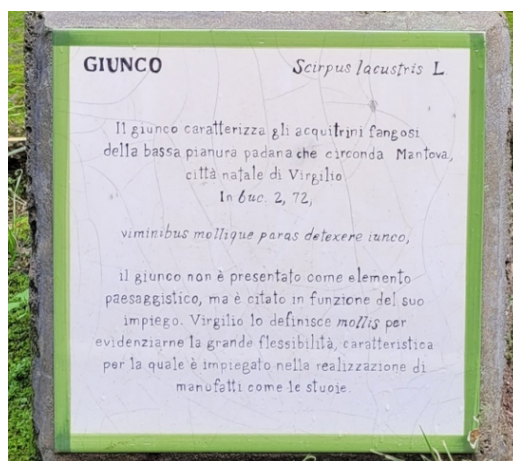 GIUNCO Scirpus lacustris L.
Il giunco caratterizza gli acquitrini fangosi
della bassa pianura padana che circonda Mantova,
città natale di Virgilio.
In buc. 2, 72,
viminibus mollique paras detexere iunco,
il giunco non è presentato come elemento
paesaggistico, ma è citato in funzione del suo
impiego. Virgilio lo definisce mollis per
evidenziarne la grande flessibilità, caratteristica
per la quale è impiegato nella realizzazione di
manufatti come le stuoie.